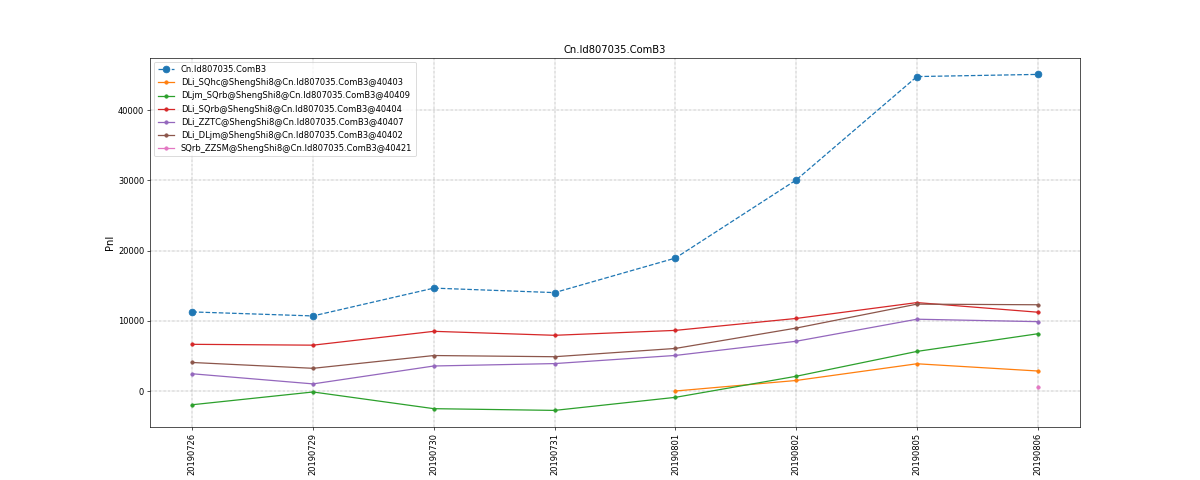 Cn.Id807035.ComB3
Cn.Id807035.ComB3
DLi_SQhc@ShengShi8@Cn.Id807035.ComB3@40403
DLjm_SQrb@ShengShi8@Cn.Id807035.ComB3@40409
DLi_SQrb@ShengShi8@Cn.Id807035.ComB3@40404
DLi_ZZTC@ShengShi8@Cn.Id807035.ComB3@40407
DLi_DLjm@ShengShi8@Cn.Id807035.ComB3@40402
SQrb_ZZSM@ShengShi8@Cn.Id807035.ComB3@40421
40000
30000
20000
10000
0
Pnl
20190726
20190729
20190730
20190731
20190801
20190802
20190805
20190806